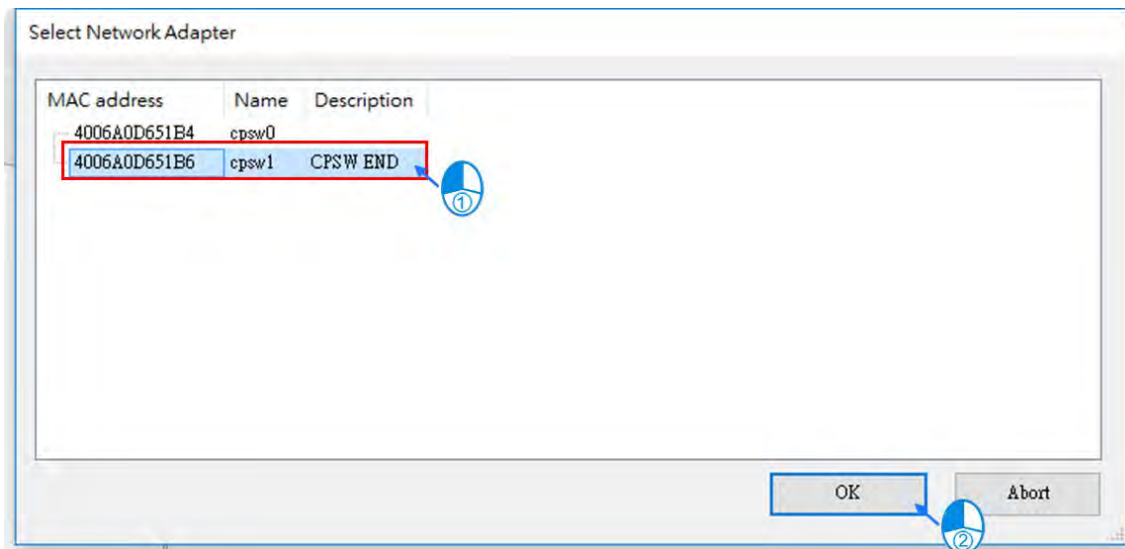 Select Network Adapter
MAC address Name Description
4006A0D651B4 cpsw0
4006A0D651B6 cpsw1 CPSW END
①
OK Abort
②